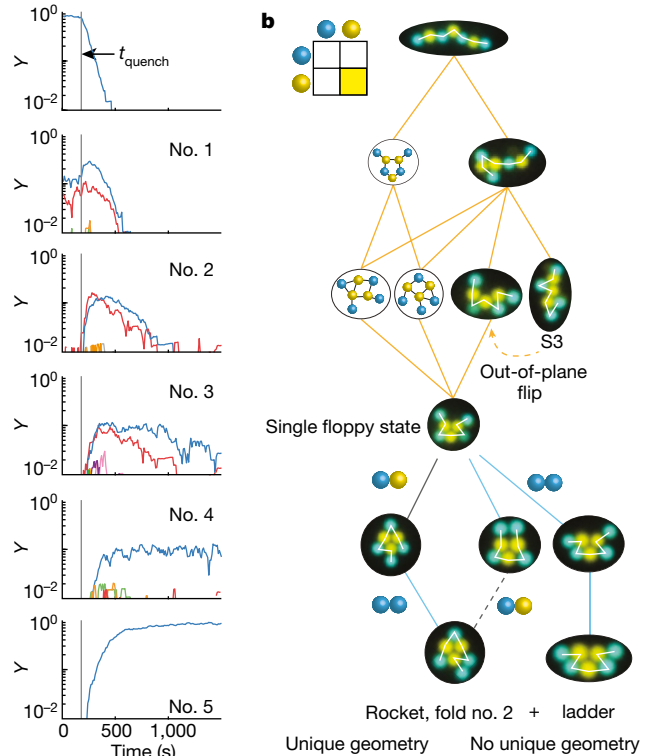 Y
10⁰
t quench
10⁻²
Y
10⁰
No. 1
10⁻²
Y
10⁰
No. 2
10⁻²
Y
10⁰
No. 3
10⁻²
Y
10⁰
No. 4
10⁻²
Y
10⁰
No. 5
10⁻²
0 500 1,000
Time (s)
b
S3
Out-of-plane
flip
Single floppy state
Rocket, fold no. 2 + ladder
Unique geometry No unique geometry